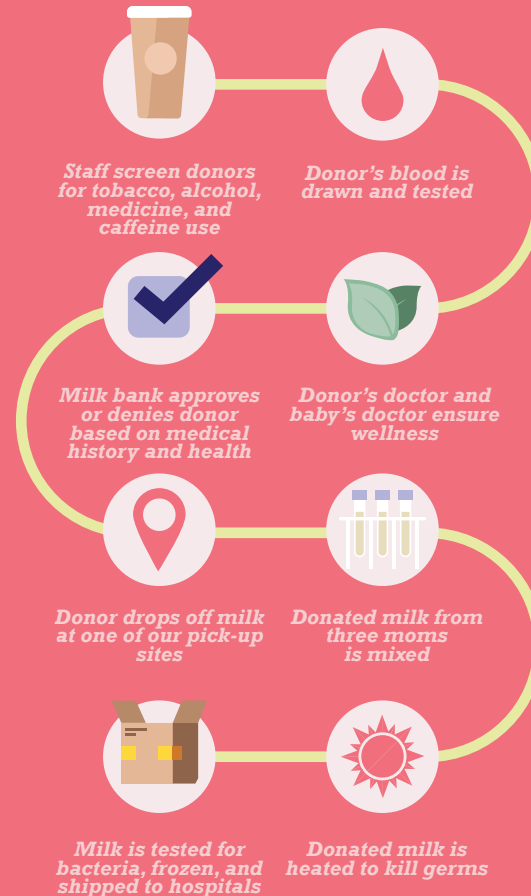 Staff screen donors
for tobacco, alcohol,
medicine, and
caffeine use
Donor's blood is
drawn and tested
Donor's doctor and
baby's doctor ensure
wellness
Milk bank approves
or denies donor
based on medical
history and health
Donor drops off milk
at one of our pick-up
sites
Donated milk from
three moms
is mixed
Donated milk is
heated to kill germs
Milk is tested for
bacteria, frozen, and
shipped to hospitals